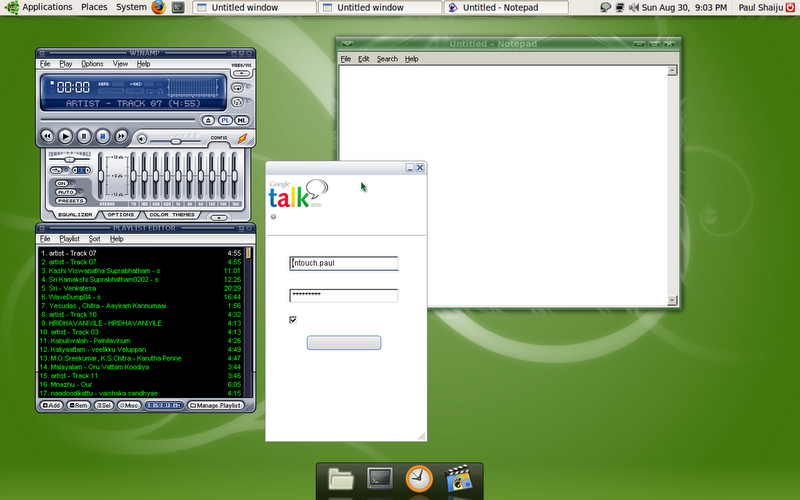 Applications Places System Untitled window Untitled window Untitled - Notepad Sun Aug 30, 9:03 PM Paul Shaiju
WINAMP
File Play Options View Help
00:00
ARTIST - TRACK 07 (4:55)
PL ML
CONFIG
ON
AUTO
PRESETS
PREAMP
EQUALIZER OPTIONS COLOR THEMES
PLAYLIST EDITOR
File Playlist Sort Help
1. artist - Track 07 4:55
2. artist - Track 07 4:55
3. Kashi Viswanatha Suprabhatham - s 11:01
4. Sri Kamakshi Suprabhatam0202 - s 12:26
5. Sri - Venkatesa 20:29
6. WaveDump04 - s 16:44
7. Yesudas , Chitra - Aayiram Kannumaai 1:56
8. artist - Track 10 4:32
9. HRIDHAVANIYILE - HRIDHAVANIYILE 4:13
10. artist - Track 03 4:13
11. Kabuliwalah - Palnilavinum 4:26
12. Kaliyaattam - veelikku Veluppan 4:49
13. M.G.Sreekumar , K.S.Chitra - Karutha Penne 4:47
14. Malayalam - Oru Vattam Koodiya 3:44
15. artist - Track 11 3:46
16. Mnazhu - Our 6:05
17. naadoodikattu - vaishaka sandhyae 4:15
Add Rem Sel Misc Manage Playlist
Untitled - Notepad
File Edit Search Help
Google
talk
BETA
intouch.paul
*********